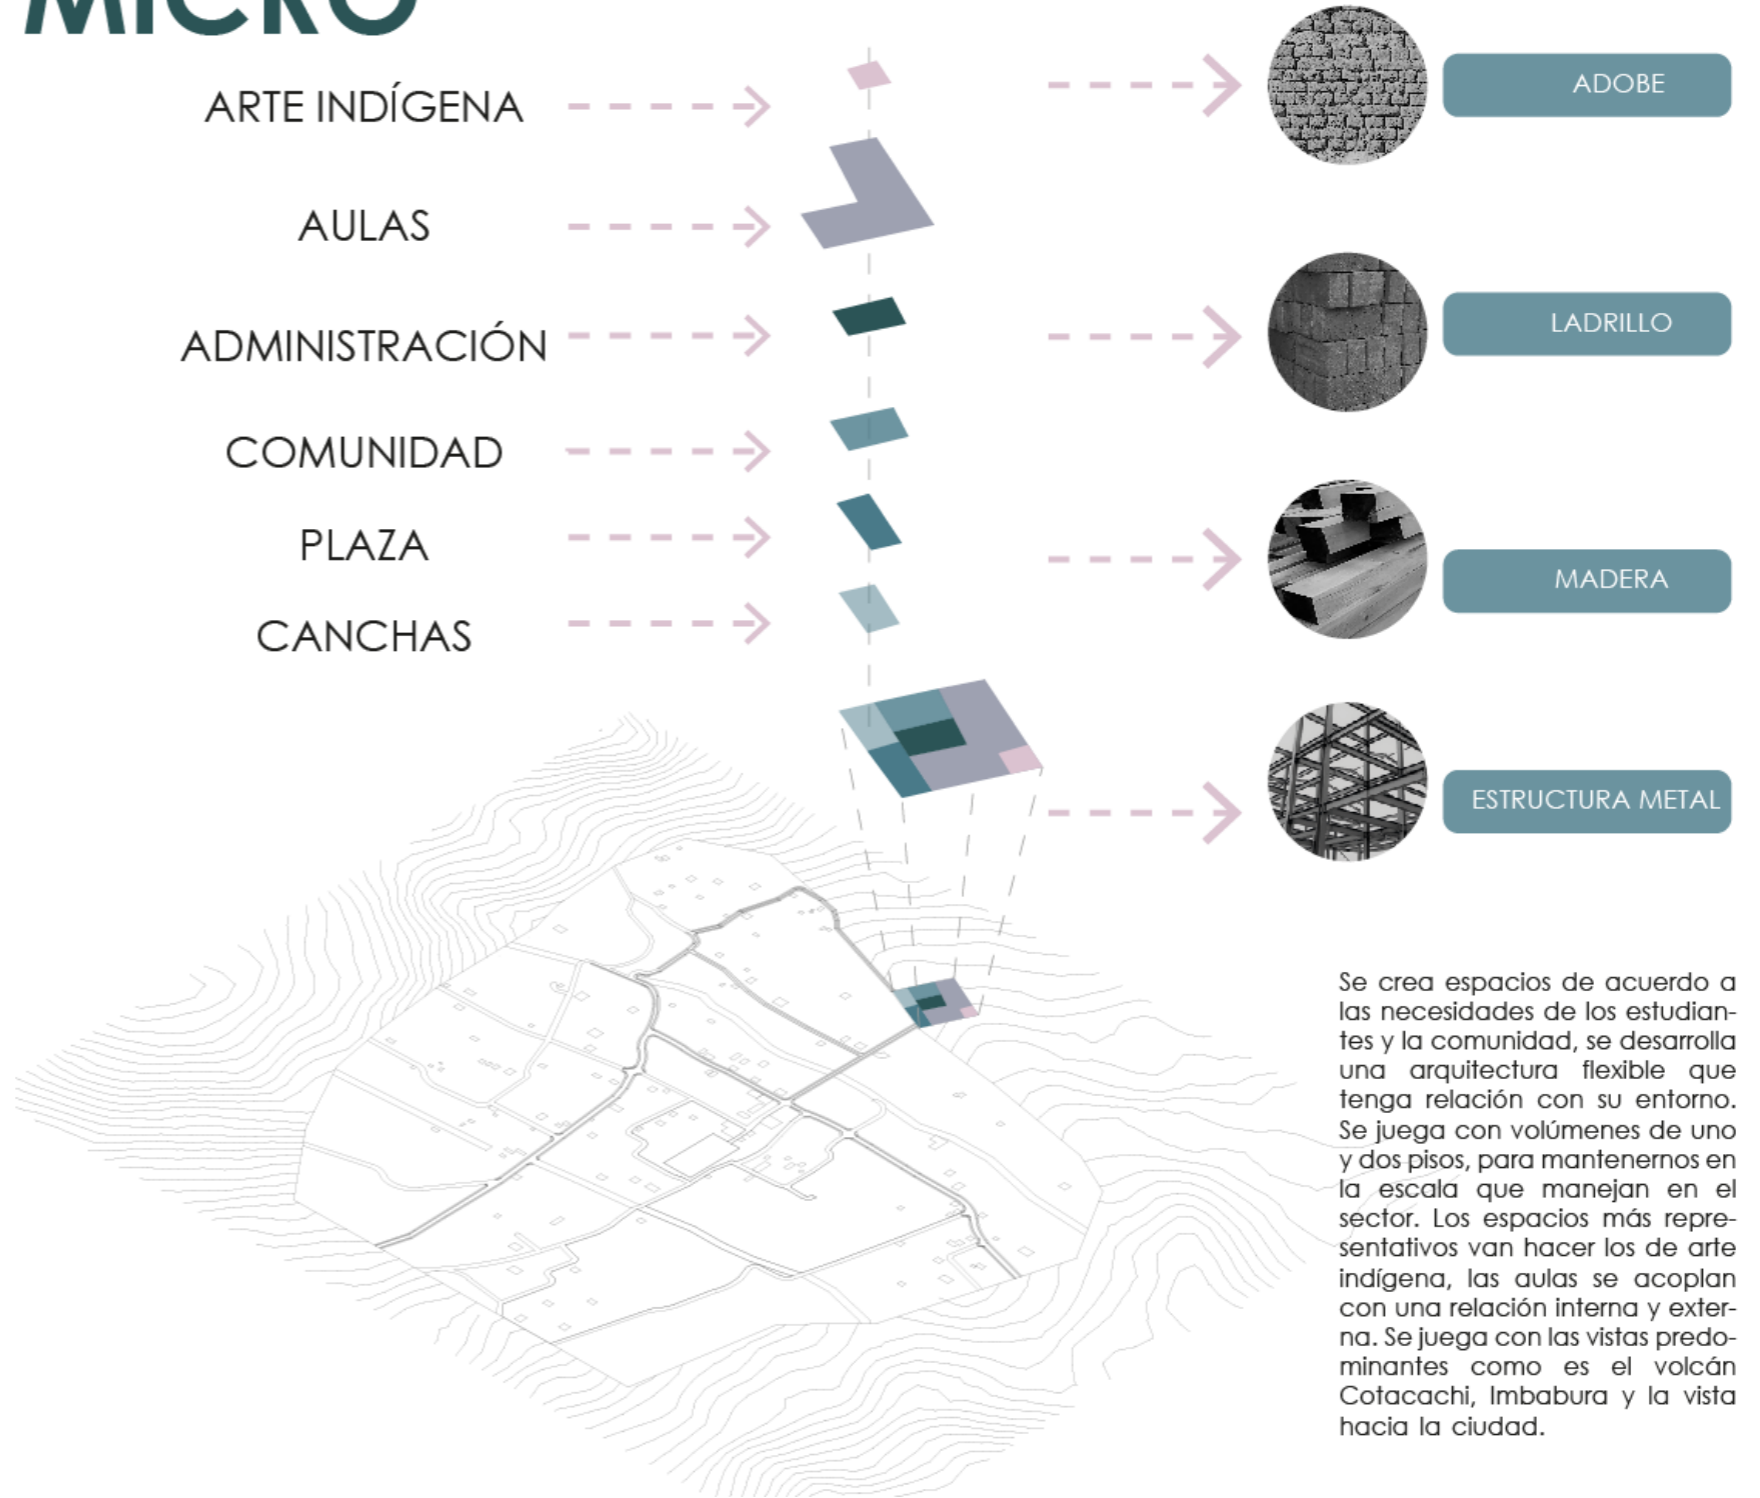 MICRO
ARTE INDÍGENA
AULAS
ADMINISTRACIÓN
COMUNIDAD
PLAZA
CANCHAS
ADOBE
LADRILLO
MADERA
ESTRUCTURA METAL
Se crea espacios de acuerdo a
las necesidades de los estudian-
tes y la comunidad, se desarrolla
una arquitectura flexible que
tenga relación con su entorno.
Se juega con volúmenes de uno
y dos pisos, para mantenernos en
la escala que manejan en el
sector. Los espacios más repre-
sentativos van hacer los de arte
indígena, las aulas se acoplan
con una relación interna y exter-
na. Se juega con las vistas predo-
minantes como es el volcán
Cotacachi, Imbabura y la vista
hacia la ciudad.